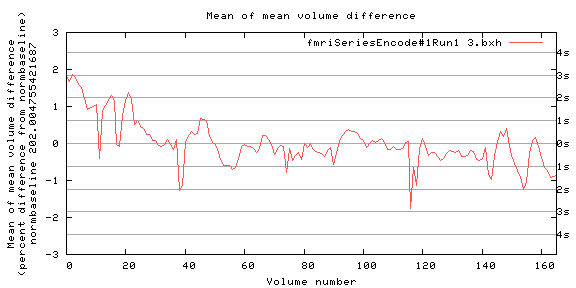 Mean of mean volume difference
fmriSeriesEncode#1Run1 3.bxh
Mean of mean volume difference
(percent difference from normbaseline)
normbaseline 202.004755421687
3
2
1
0
-1
-2
-3
4s
3s
2s
1s
0s
1s
2s
3s
4s
0 20 40 60 80 100 120 140 160
Volume number